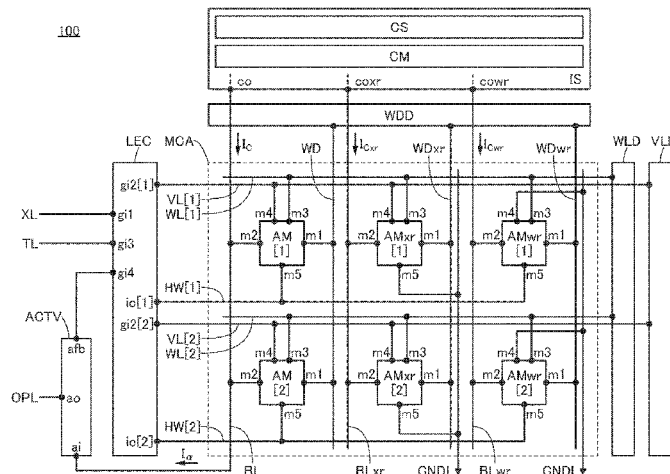 100
CS
CM
IS
co coxr cowr
WDD
LEC MCA I_C WD I_Cxr WDxr I_Cwr WDwr WLD VLD
gi2[1]
VL[1]
WL[1]
XL gi1
m4 m3 m4 m3 m4 m3
TL gi3
m2 AM [1] m1 m2 AMxr [1] m1 m2 AMwr [1] m1
gi4
m5 m5 m5
HW[1]
ACTV
io[1]
gi2[2]
VL[2]
WL[2]
afb
m4 m3 m4 m3 m4 m3
OPL ao
m2 AM [2] m1 m2 AMxr [2] m1 m2 AMwr [2] m1
m5 m5 m5
HW[2]
ai io[2]
I_α BL BLxr GNDL BLwr GNDL